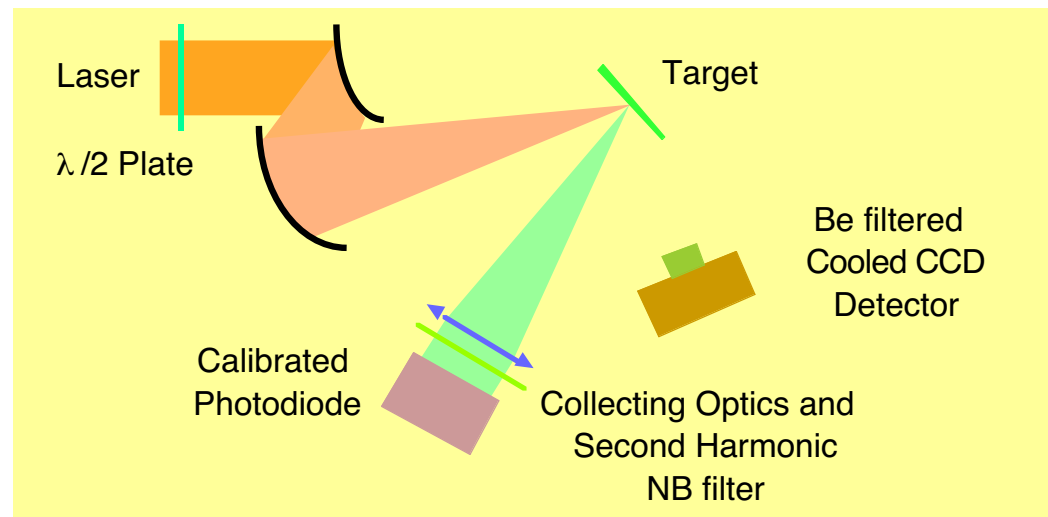 Laser
λ/2 Plate
Target
Be filtered
Cooled CCD
Detector
Calibrated
Photodiode
Collecting Optics and
Second Harmonic
NB filter